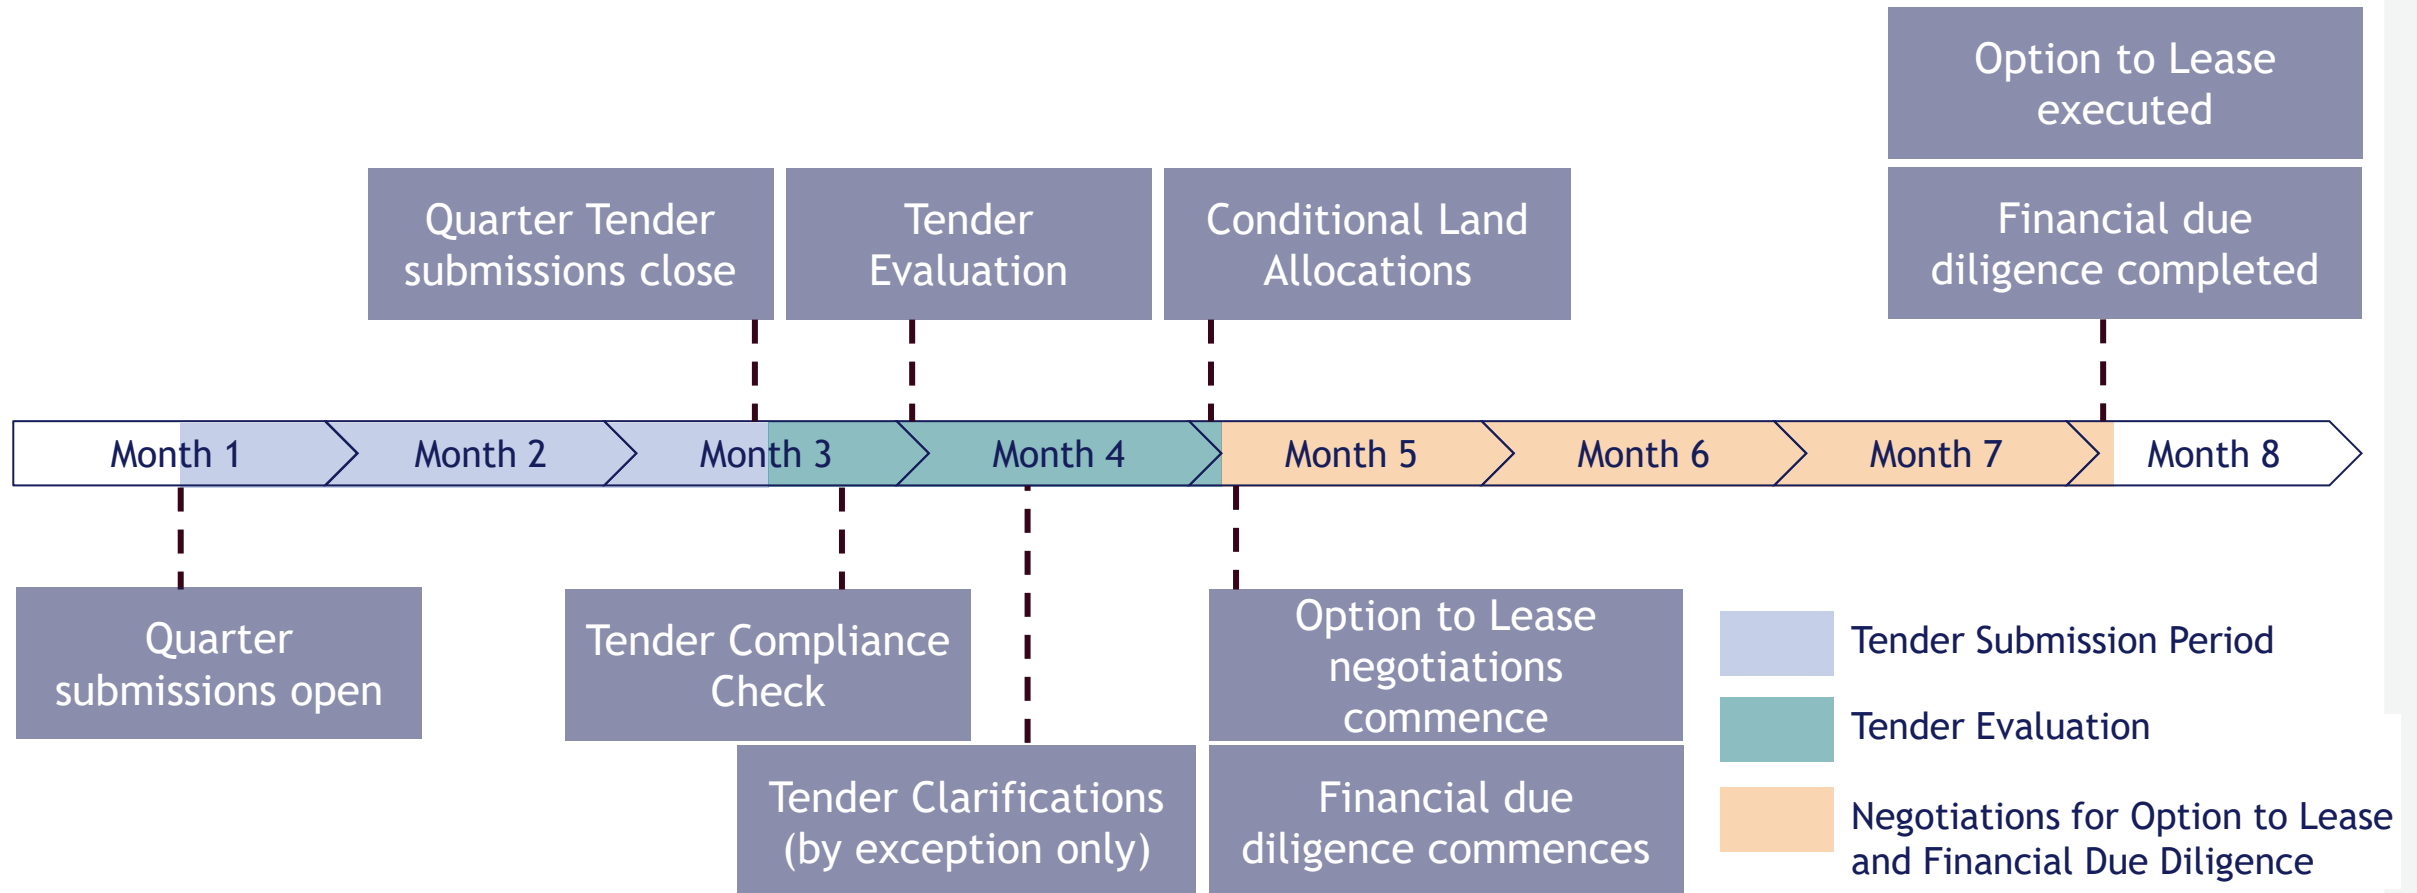 Option to Lease
executed
Quarter Tender
submissions close
Tender
Evaluation
Conditional Land
Allocations
Financial due
diligence completed
Month 1
Month 2
Month 3
Month 4
Month 5
Month 6
Month 7
Month 8
Quarter
submissions open
Tender Compliance
Check
Option to Lease
negotiations
commence
Tender Clarifications
(by exception only)
Financial due
diligence commences
Tender Submission Period
Tender Evaluation
Negotiations for Option to Lease
and Financial Due Diligence